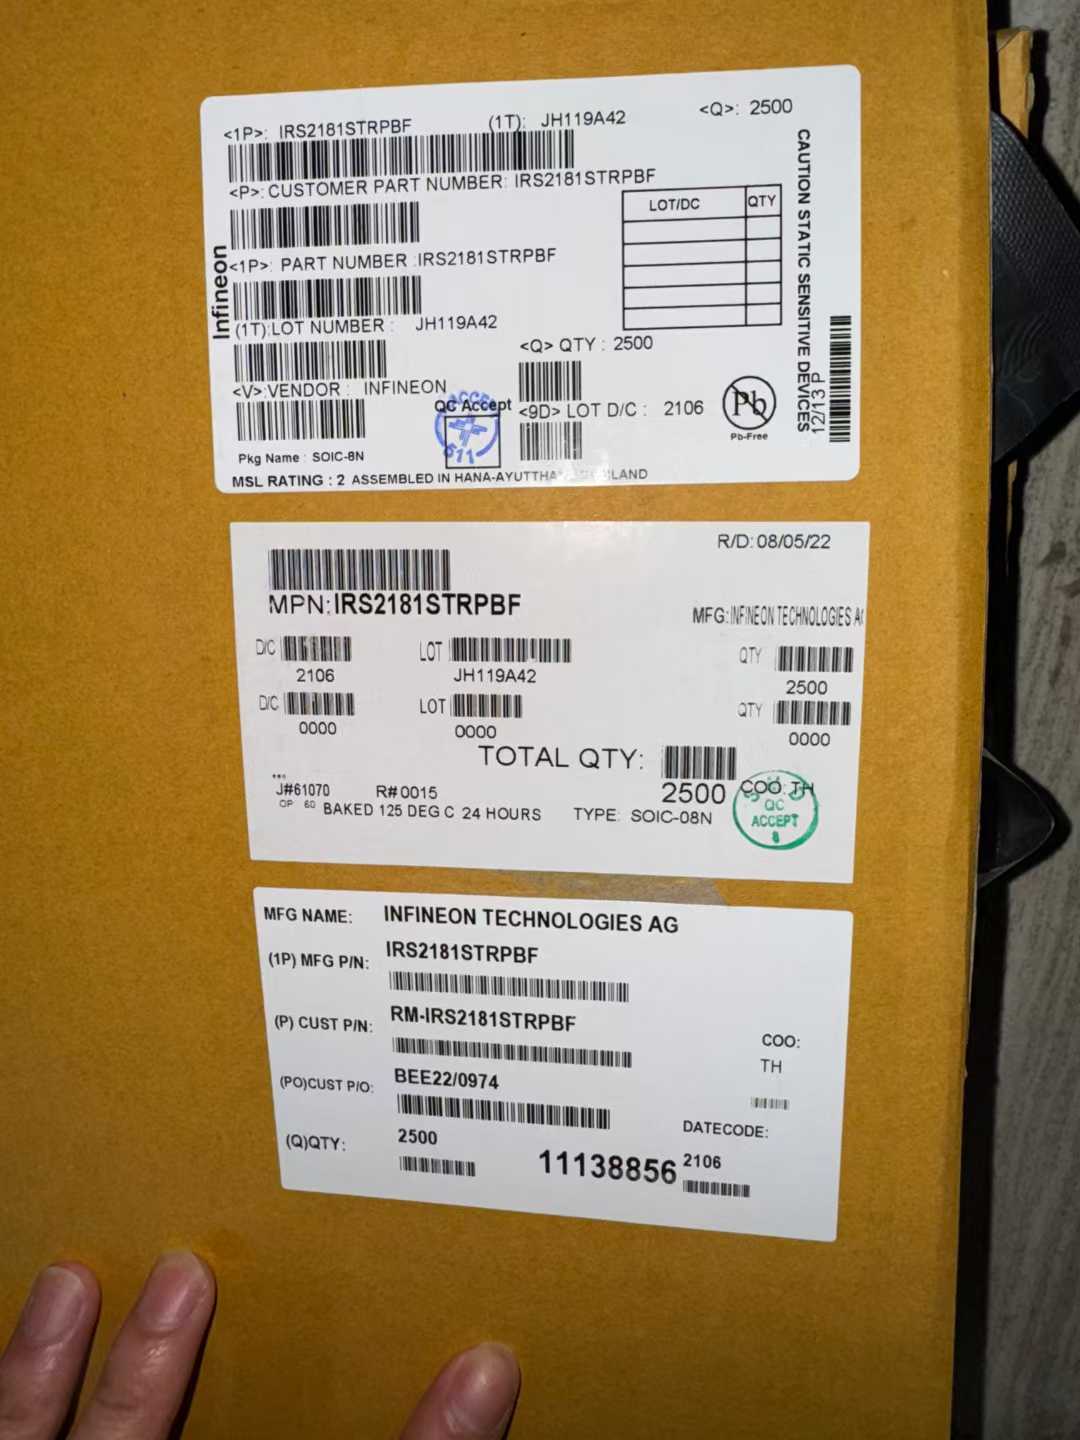 <1P>: IRS2181STRPBF (1T): JH119A42 <Q>: 2500
<P>: CUSTOMER PART NUMBER: IRS2181STRPBF
LOT/DC QTY
<1P>: PART NUMBER :IRS2181STRPBF
(1T):LOT NUMBER : JH119A42
<Q> QTY : 2500
<V>:VENDOR : INFINEON
QC Accept
ACCEPT
611
<9D> LOT D/C : 2106
Pb
Pb-Free
Pkg Name : SOIC-8N
MSL RATING : 2 ASSEMBLED IN HANA-AYUTTHA
Infineon
CAUTION STATIC SENSITIVE DEVICES
12/13 P
R/D: 08/05/22
MPN:IRS2181STRPBF
MFG:INFINEON TECHNOLOGIES
D/C LOT QTY
2106 JH119A42 2500
D/C LOT QTY
0000 0000 0000
TOTAL QTY:
2500 COO: TH
J#61070 R#0015
OP 60 BAKED 125 DEG C 24 HOURS TYPE: SOIC-08N
QC
ACCEPT
8
MFG NAME: INFINEON TECHNOLOGIES AG
(1P) MFG P/N: IRS2181STRPBF
(P) CUST P/N: RM-IRS2181STRPBF
COO:
TH
(PO)CUST P/O: BEE22/0974
DATECODE:
(Q)QTY: 2500
11138856 2106